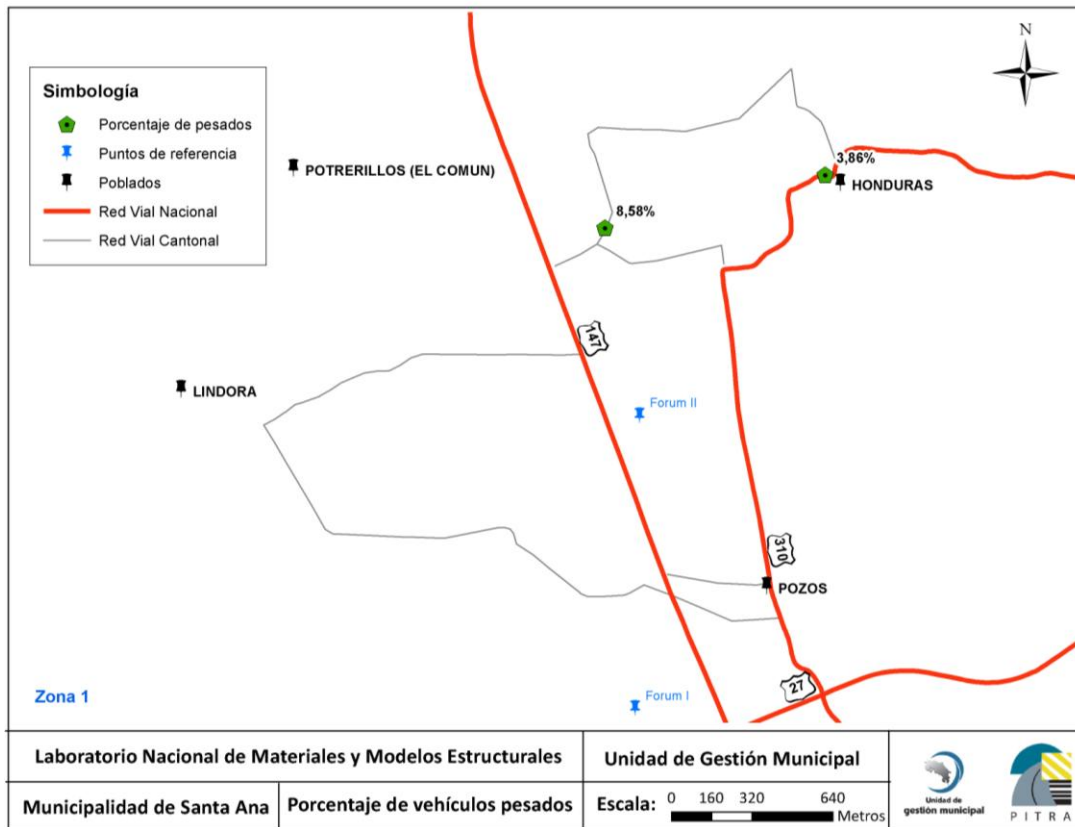 N
Simbología
Porcentaje de pesados
Puntos de referencia
Poblados
Red Vial Nacional
Red Vial Cantonal
POTRERILLOS (EL COMUN)
3,86%
HONDURAS
8,58%
147
LINDORA
Forum II
310
POZOS
27
Zona 1
Forum I
Laboratorio Nacional de Materiales y Modelos Estructurales
Unidad de Gestión Municipal
Municipalidad de Santa Ana
Porcentaje de vehículos pesados
Escala:
0 160 320 640
Metros
Unidad de
gestión municipal
PITRA